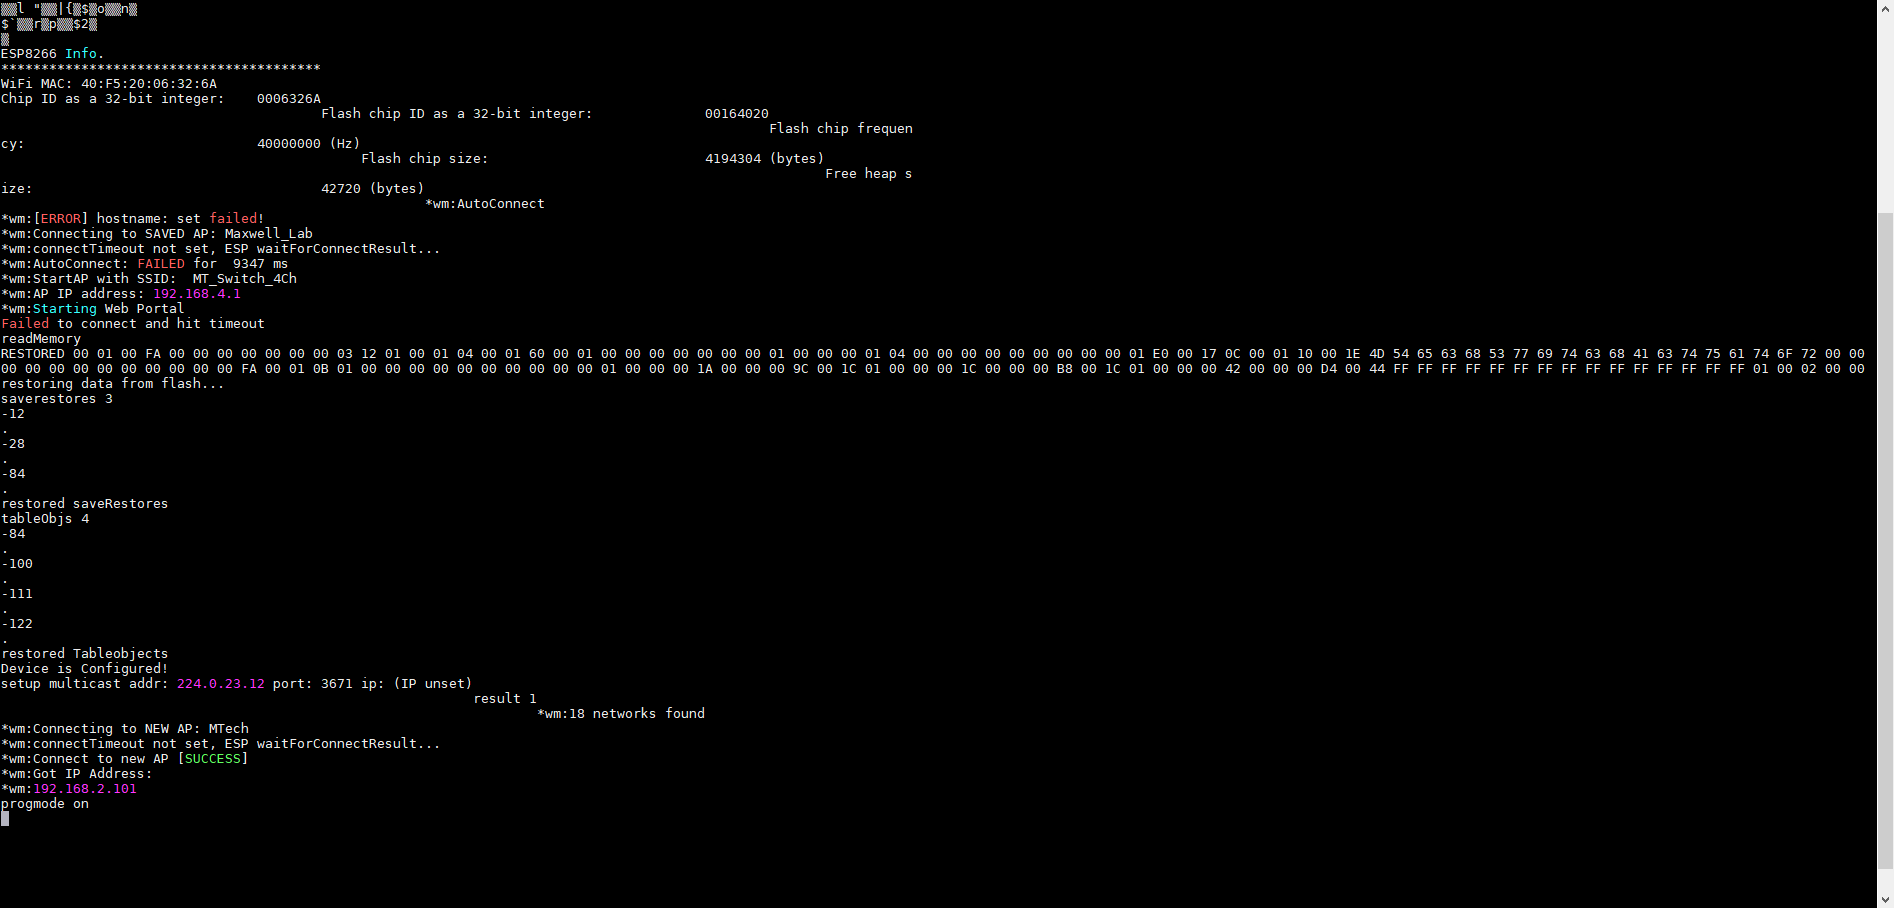 l "|{$on
$`rp$2
ESP8266 Info.
****************************************
WiFi MAC: 40:F5:20:06:32:6A
Chip ID as a 32-bit integer:    0006326A
Flash chip ID as a 32-bit integer:              00164020
Flash chip frequen
cy:                             40000000 (Hz)
Flash chip size:                           4194304 (bytes)
Free heap s
ize:                                    42720 (bytes)
*wm:AutoConnect
*wm:[ERROR] hostname: set failed!
*wm:Connecting to SAVED AP: Maxwell_Lab
*wm:connectTimeout not set, ESP waitForConnectResult...
*wm:AutoConnect: FAILED for  9347 ms
*wm:StartAP with SSID:  MT_Switch_4Ch
*wm:AP IP address: 192.168.4.1
*wm:Starting Web Portal
Failed to connect and hit timeout
readMemory
RESTORED 00 01 00 FA 00 00 00 00 00 00 00 03 12 01 00 01 04 00 01 60 00 01 00 00 00 00 00 00 00 01 00 00 00 01 04 00 00 00 00 00 00 00 00 00 01 E0 00 17 0C 00 01 10 00 1E 4D 54 65 63 68 53 77 69 74 63 68 41 63 74 75 61 74 6F 72 00 00
00 00 00 00 00 00 00 00 00 00 FA 00 01 0B 01 00 00 00 00 00 00 00 00 00 00 01 00 00 00 1A 00 00 00 9C 00 1C 01 00 00 00 1C 00 00 00 B8 00 1C 01 00 00 00 42 00 00 00 D4 00 44 FF FF FF FF FF FF FF FF FF FF FF FF FF FF FF 01 00 02 00 00
restoring data from flash...
saverestores 3
-12
.
-28
.
-84
.
restored saveRestores
tableObjs 4
-84
.
-100
.
-111
.
-122
.
restored Tableobjects
Device is Configured!
setup multicast addr: 224.0.23.12 port: 3671 ip: (IP unset)
result 1
*wm:18 networks found
*wm:Connecting to NEW AP: MTech
*wm:connectTimeout not set, ESP waitForConnectResult...
*wm:Connect to new AP [SUCCESS]
*wm:Got IP Address:
*wm:192.168.2.101
progmode on